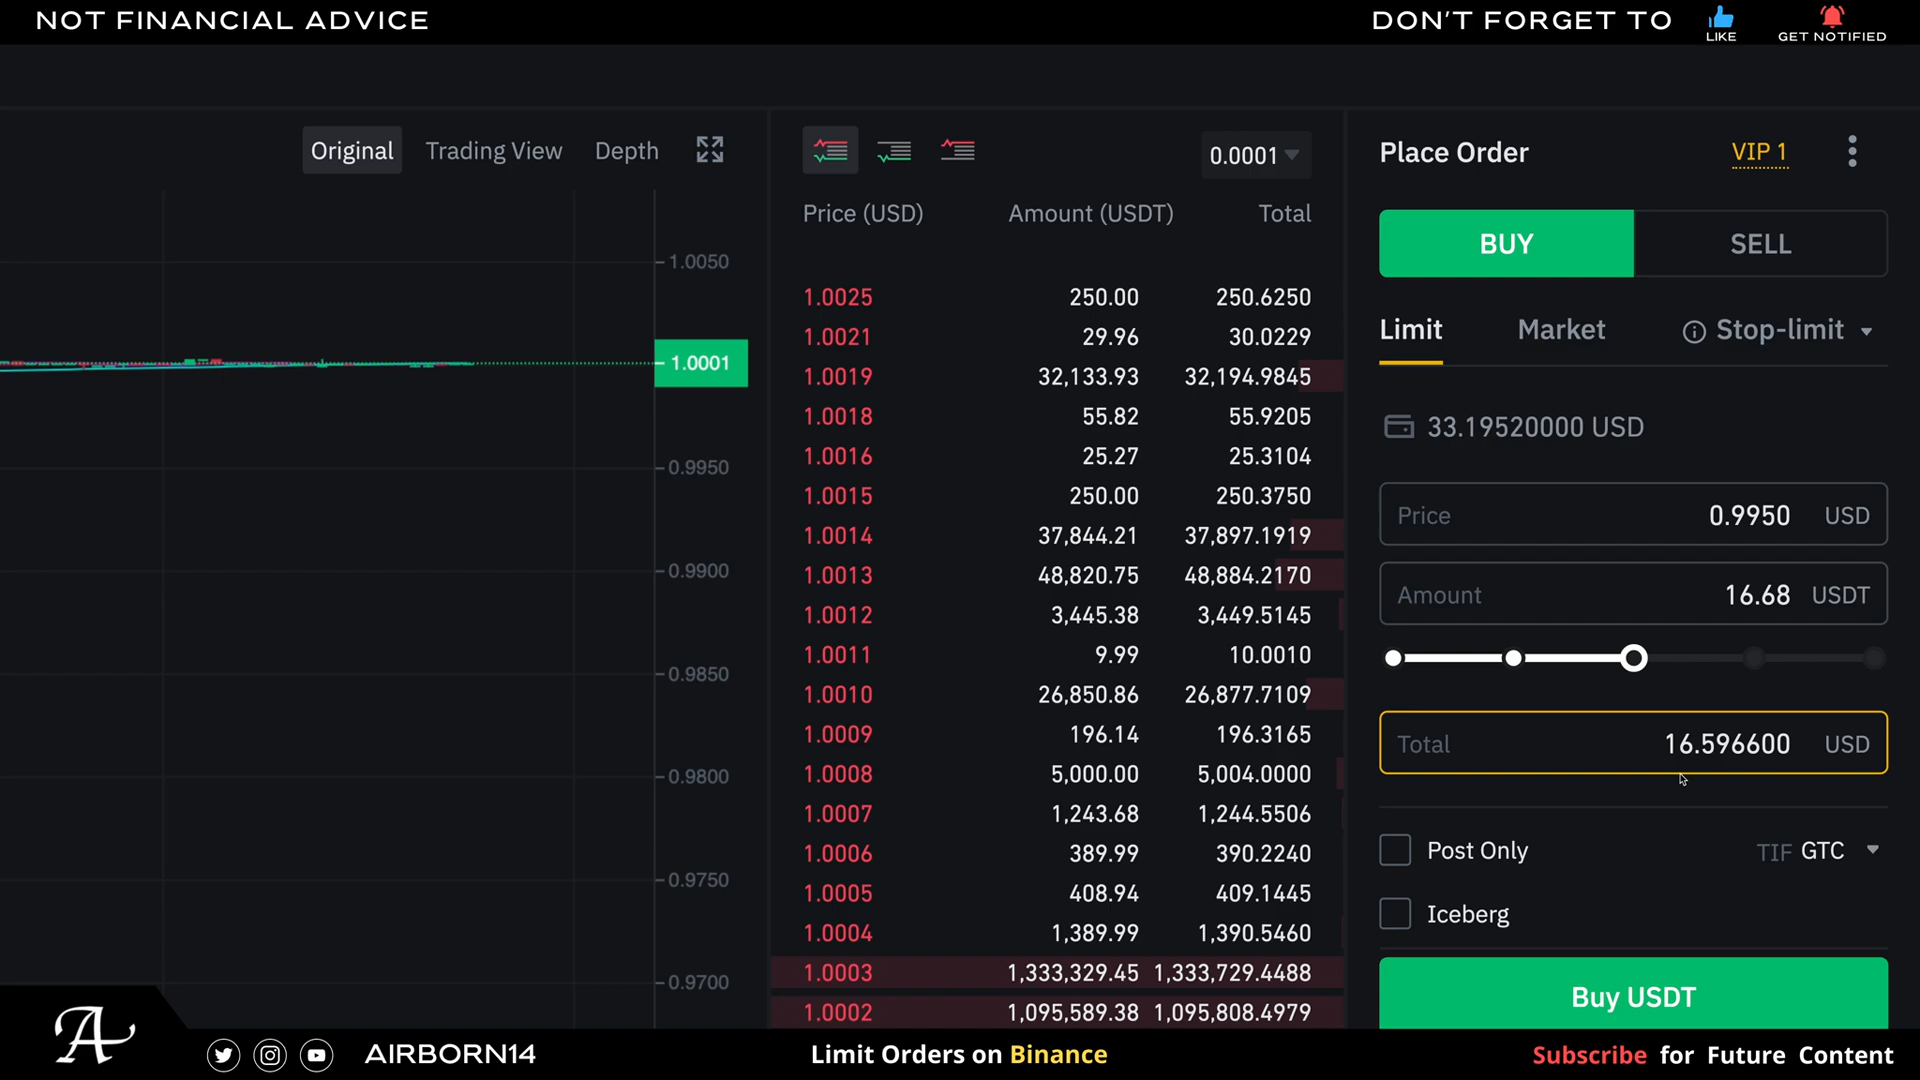 NOT FINANCIAL ADVICE
DON'T FORGET TO
LIKE
GET NOTIFIED
Original Trading View Depth
1.0050
1.0001
0.9950
0.9900
0.9850
0.9800
0.9750
0.9700
0.0001
Price (USD) Amount (USDT) Total
1.0025 250.00 250.6250
1.0021 29.96 30.0229
1.0019 32,133.93 32,194.9845
1.0018 55.82 55.9205
1.0016 25.27 25.3104
1.0015 250.00 250.3750
1.0014 37,844.21 37,897.1919
1.0013 48,820.75 48,884.2170
1.0012 3,445.38 3,449.5145
1.0011 9.99 10.0010
1.0010 26,850.86 26,877.7109
1.0009 196.14 196.3165
1.0008 5,000.00 5,004.0000
1.0007 1,243.68 1,244.5506
1.0006 389.99 390.2240
1.0005 408.94 409.1445
1.0004 1,389.99 1,390.5460
1.0003 1,333,329.45 1,333,729.4488
1.0002 1,095,589.38 1,095,808.4979
Place Order VIP 1
BUY SELL
Limit Market Stop-limit
33.19520000 USD
Price 0.9950 USD
Amount 16.68 USDT
Total 16.596600 USD
Post Only TIF GTC
Iceberg
Buy USDT
A
AIRBORN14
Limit Orders on Binance
Subscribe for Future Content